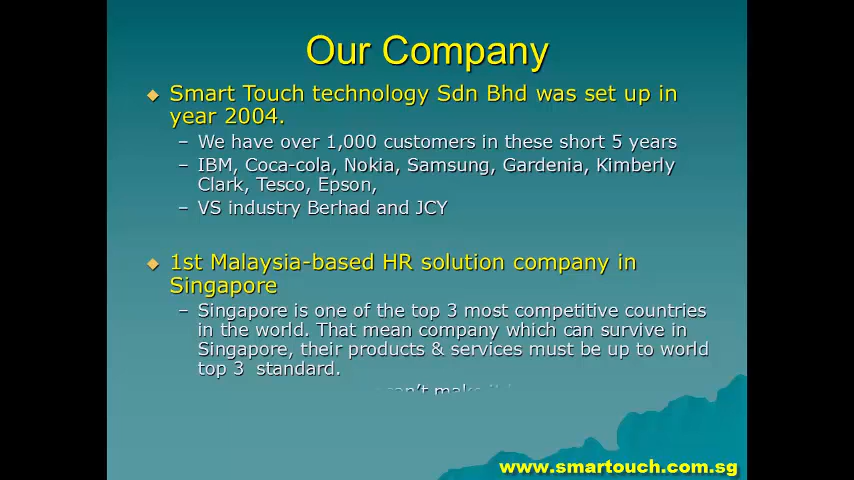 Our Company
Smart Touch technology Sdn Bhd was set up in
year 2004.
– We have over 1,000 customers in these short 5 years
– IBM, Coca-cola, Nokia, Samsung, Gardenia, Kimberly
Clark, Tesco, Epson,
– VS industry Berhad and JCY
1st Malaysia-based HR solution company in
Singapore
– Singapore is one of the top 3 most competitive countries
in the world. That mean company which can survive in
Singapore, their products & services must be up to world
top 3 standard.
can't make
www.smartouch.com.sg